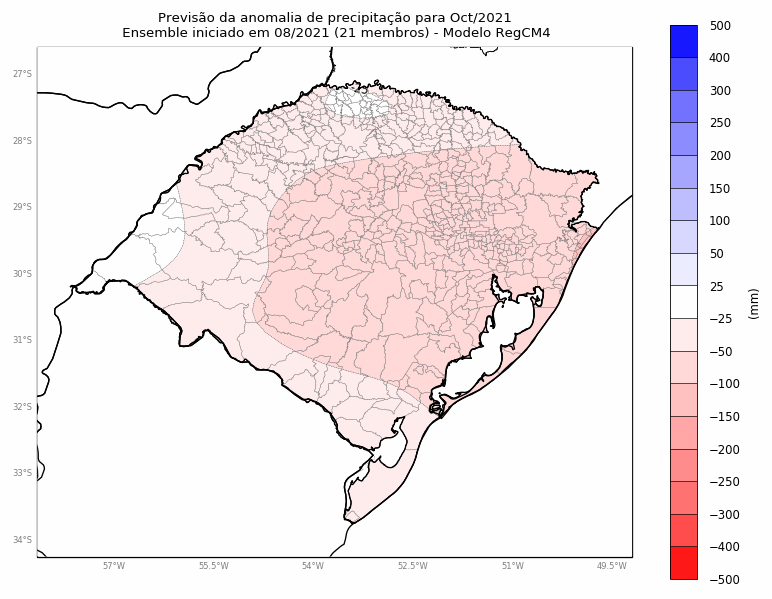 Previsão da anomalia de precipitação para Oct/2021
Ensemble iniciado em 08/2021 (21 membros) - Modelo RegCM4
27°S
28°S
29°S
30°S
31°S
32°S
33°S
34°S
57°W
55.5°W
54°W
52.5°W
51°W
49.5°W
500
400
300
250
200
150
100
50
25
−25
−50
−100
−150
−200
−250
−300
−400
−500
(mm)